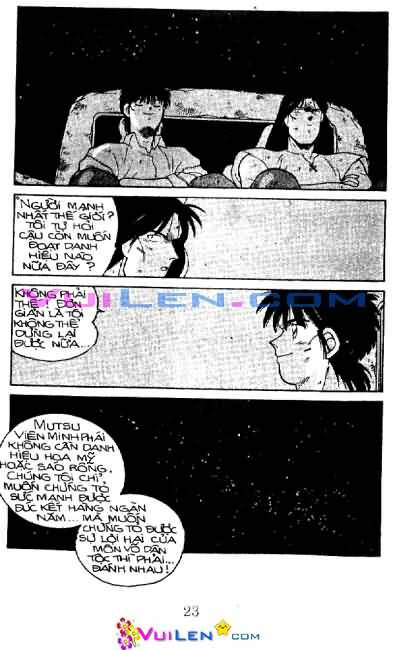 "NGƯỜI MẠNH
NHẤT THẾ GIỚI?
TÔI TỰ HỎI
CẬU CÒN MUỐN
ĐOẠT DANH
HIỆU NÀO
NỮA ĐÂY ?
KHÔNG PHẢI
THẾ! ĐƠN
GIẢN LÀ TÔI
KHÔNG THỂ
DỪNG LẠI
ĐƯỢC NỮA...
VUILEN.COM
MUTSU
VIÊN MINH PHÁI
KHÔNG CẦN DANH
HIỆU HOA MỸ
HOẶC SÁO RỖNG.
CHÚNG TÔI CHỈ
MUỐN CHỨNG TỎ
SỨC MẠNH ĐƯỢC
ĐÚC KẾT HÀNG NGÀN
NĂM... MÀ MUỐN
CHỨNG TỎ ĐƯỢC
SỰ LỢI HẠI CỦA
MÔN VÕ DÂN
TỘC THÌ PHẢI...
ĐÁNH NHAU!
23
VUILEN.COM